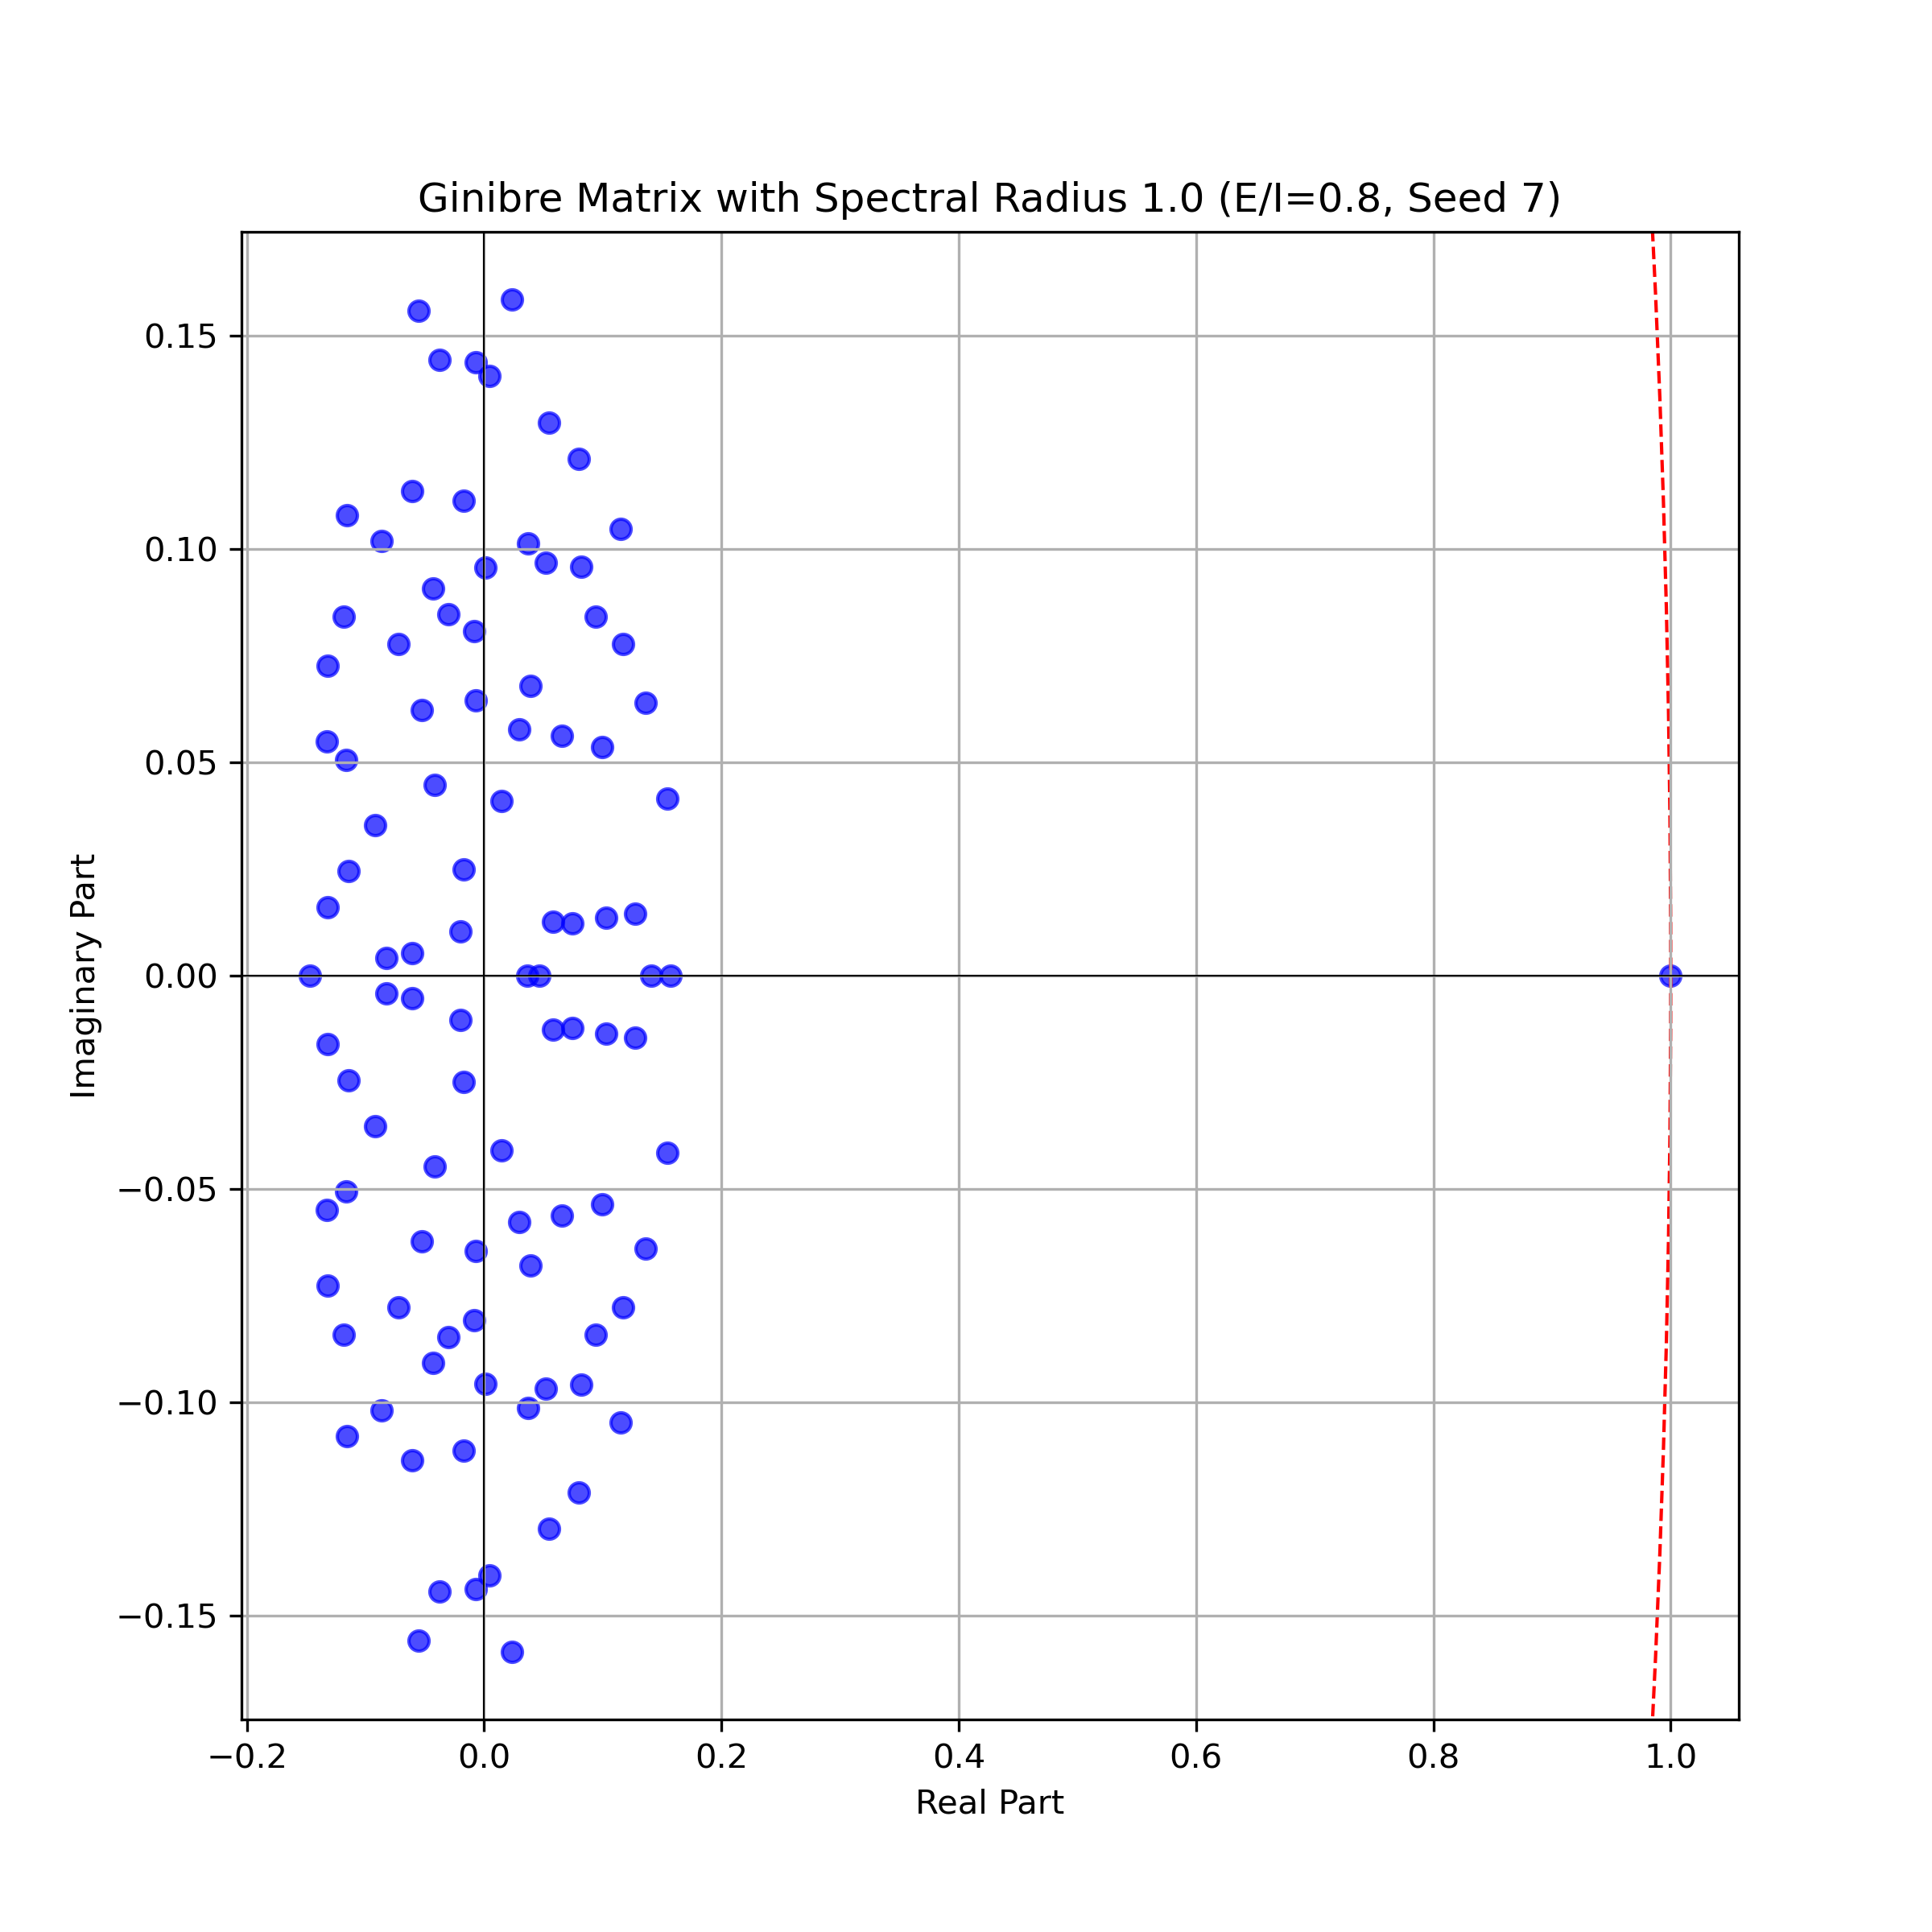 Ginibre Matrix with Spectral Radius 1.0 (E/I=0.8, Seed 7)
Imaginary Part
0.15
0.10
0.05
0.00
−0.05
−0.10
−0.15
−0.2 0.0 0.2 0.4 0.6 0.8 1.0
Real Part